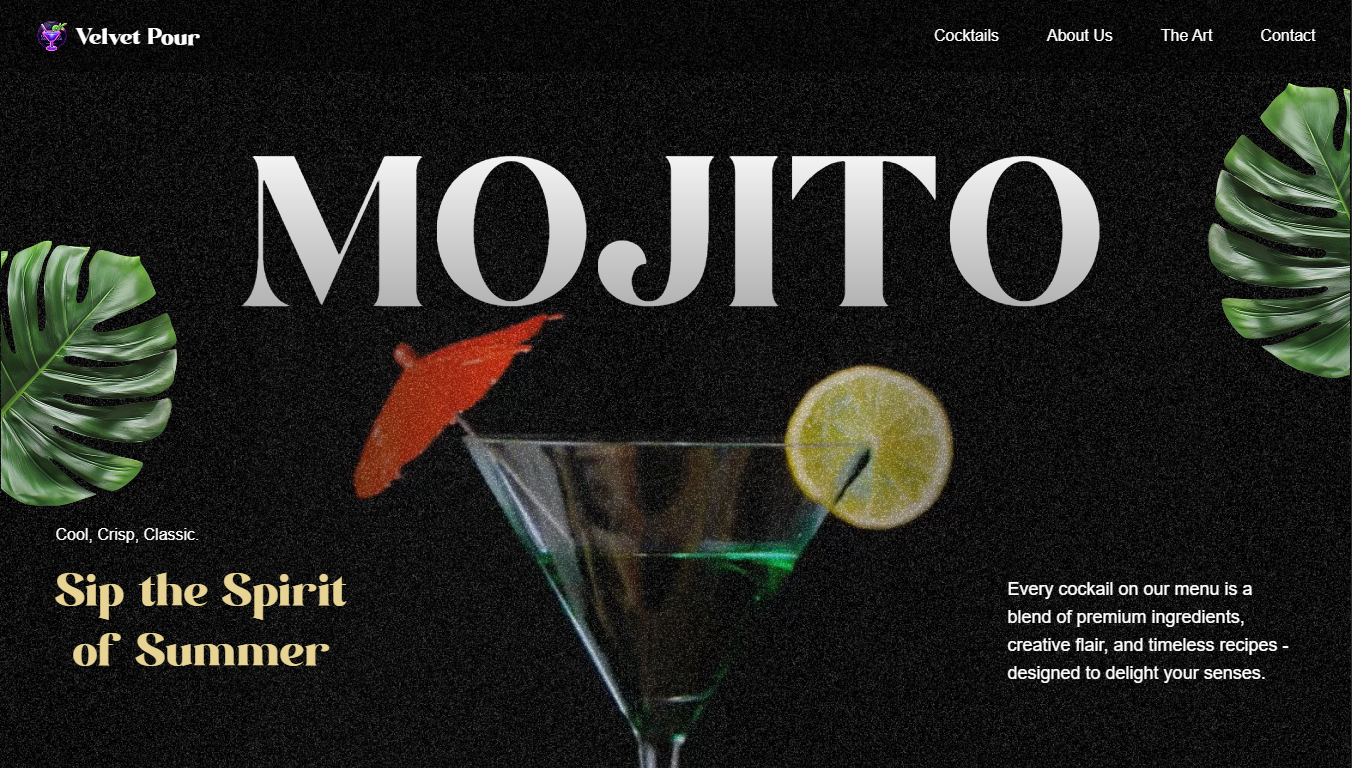 Velvet Pour
Cocktails
About Us
The Art
Contact
MOJITO
Cool, Crisp, Classic.
Sip the Spirit
of Summer
Every cockail on our menu is a
blend of premium ingredients,
creative flair, and timeless recipes -
designed to delight your senses.